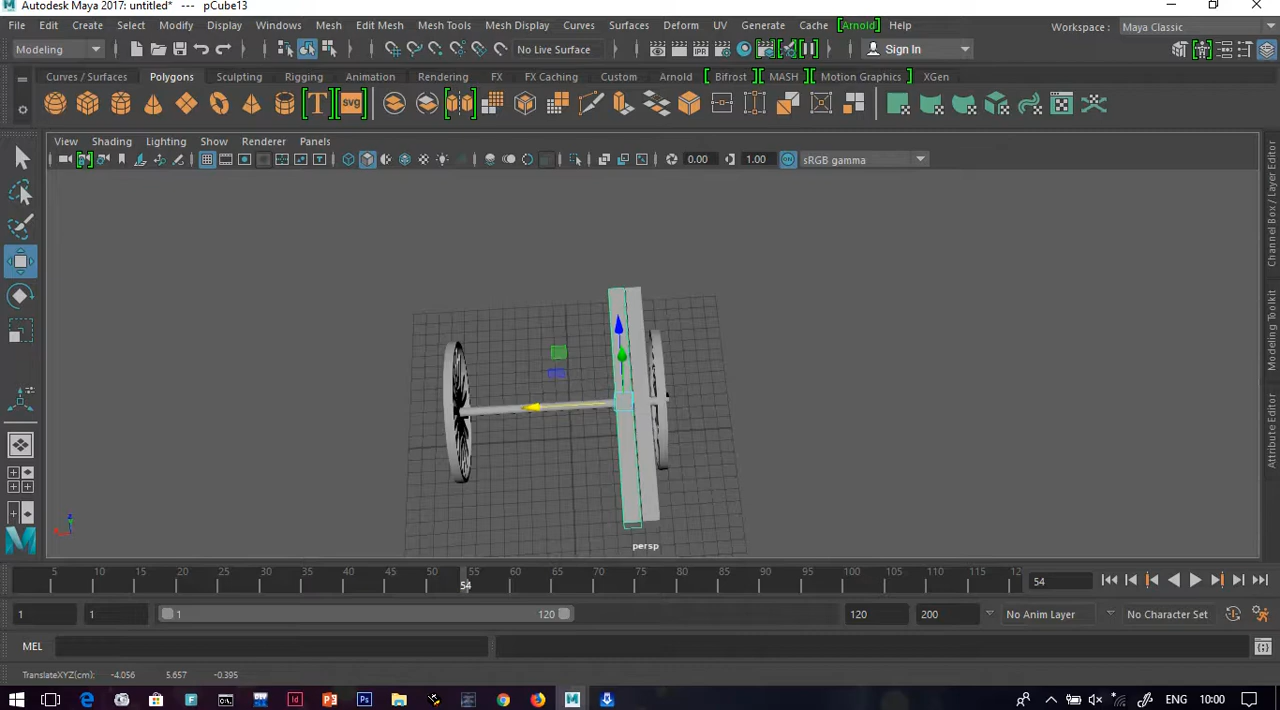 Autodesk Maya 2017: untitled*   ---   pCube13
File Edit Create Select Modify Display Windows Mesh Edit Mesh Mesh Tools Mesh Display Curves Surfaces Deform UV Generate Cache [Arnold] Help Workspace : Maya Classic
Modeling No Live Surface Sign In
Curves / Surfaces Polygons Sculpting Rigging Animation Rendering FX FX Caching Custom Arnold Bifrost MASH Motion Graphics XGen
T svg
View Shading Lighting Show Renderer Panels
0.00 1.00 ON sRGB gamma
Channel Box / Layer Editor
Modeling Toolkit
Attribute Editor
persp
5 10 15 20 25 30 35 40 45 50 55 60 65 70 75 80 85 90 95 100 105 110 115 12
54 54
1 1 1 120 120 200 No Anim Layer No Character Set
MEL
TranslateXYZ(cm): -4.056 5.657 -0.395
ENG 10:00